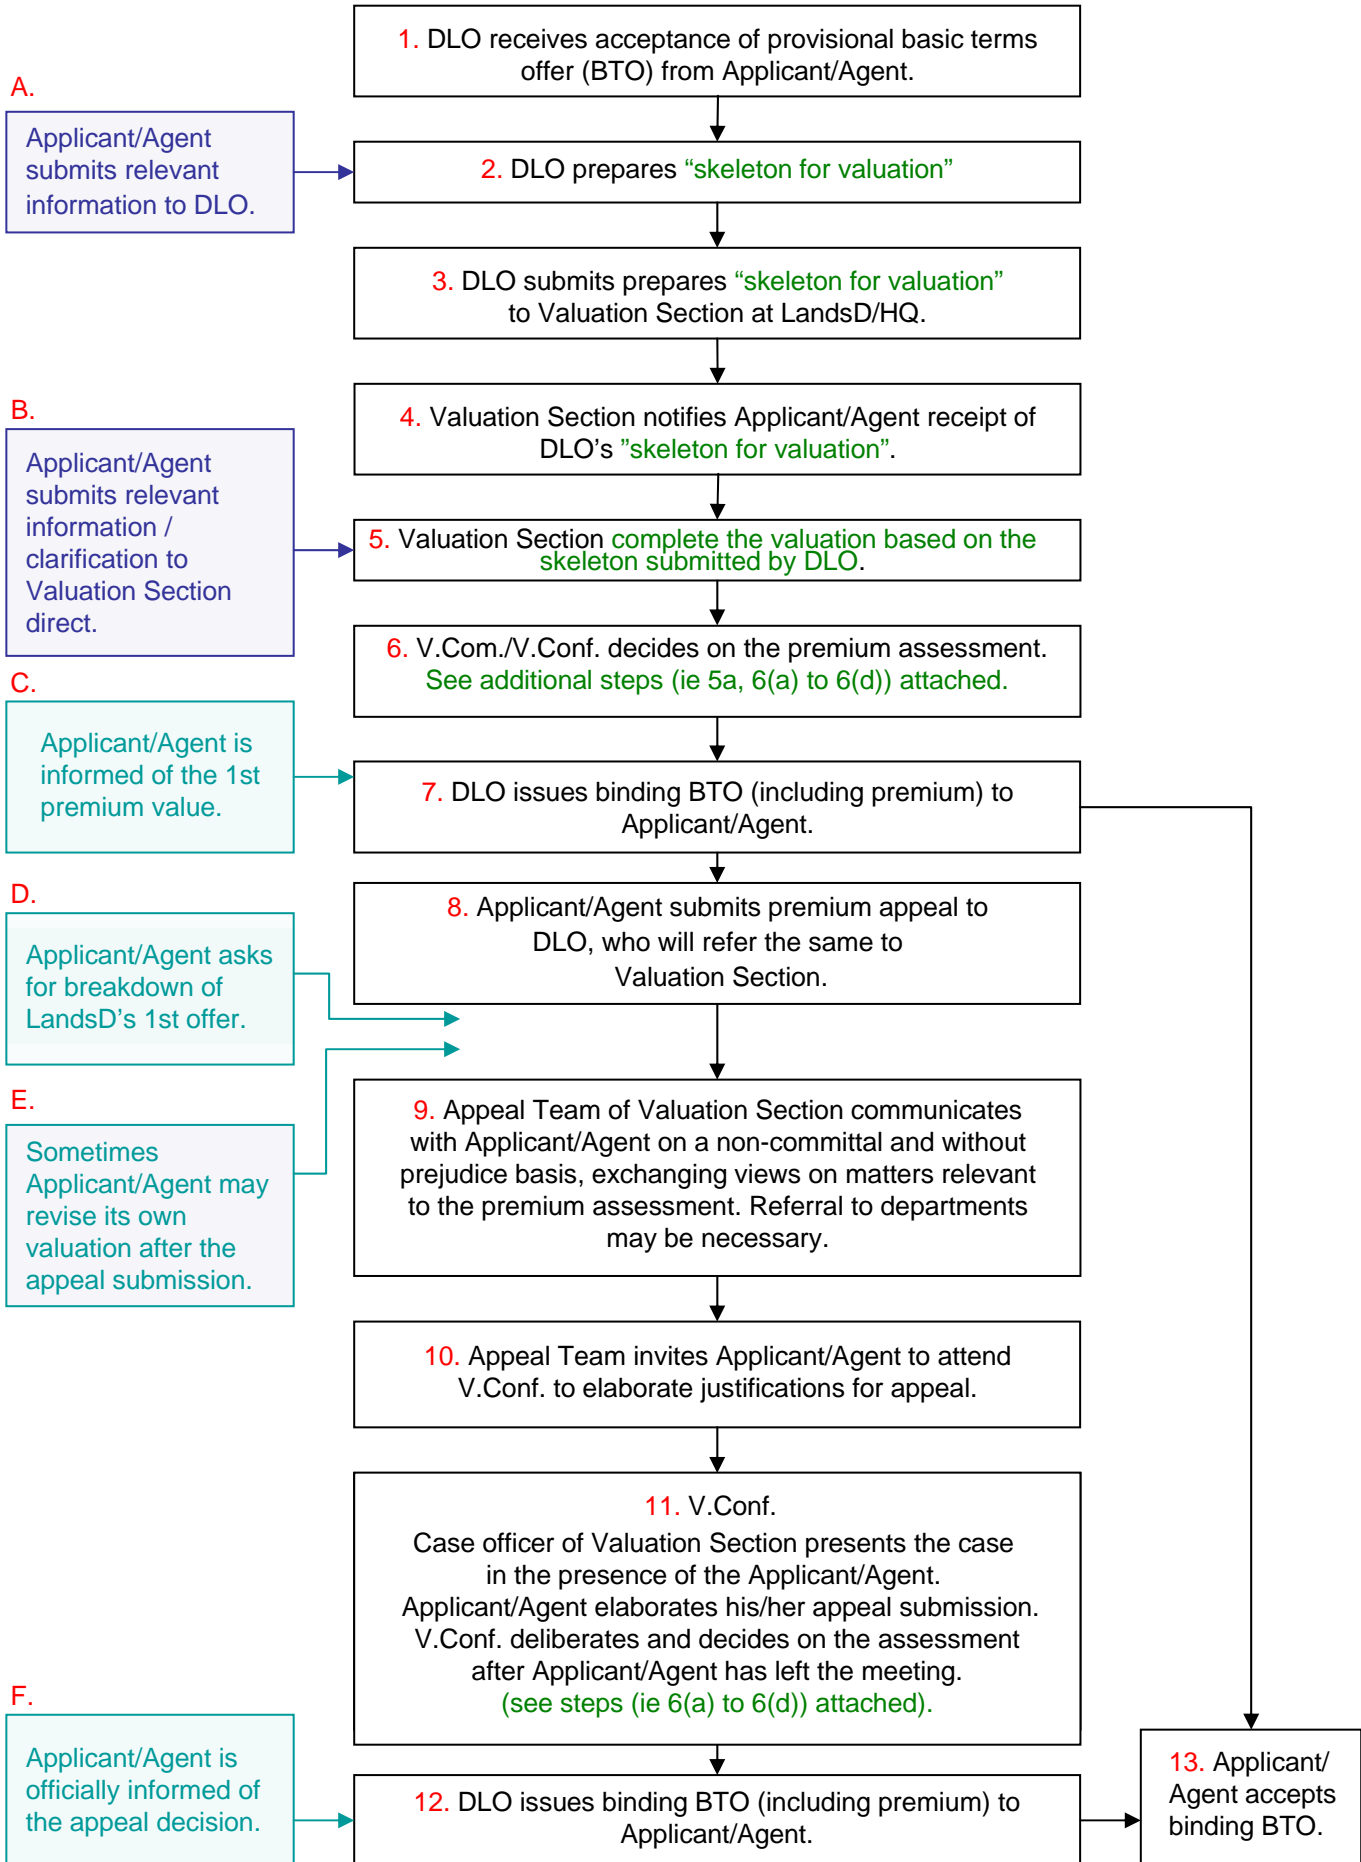 1. DLO receives acceptance of provisional basic terms
offer (BTO) from Applicant/Agent.
A.
Applicant/Agent
submits relevant
information to DLO.
2. DLO prepares “skeleton for valuation”
3. DLO submits prepares “skeleton for valuation”
to Valuation Section at LandsD/HQ.
B.
4. Valuation Section notifies Applicant/Agent receipt of
DLO’s ”skeleton for valuation”.
Applicant/Agent
submits relevant
information /
clarification to
Valuation Section
direct.
5. Valuation Section complete the valuation based on the
skeleton submitted by DLO.
6. V.Com./V.Conf. decides on the premium assessment.
See additional steps (ie 5a, 6(a) to 6(d)) attached.
C.
Applicant/Agent is
informed of the 1st
premium value.
7. DLO issues binding BTO (including premium) to
Applicant/Agent.
D.
Applicant/Agent asks
for breakdown of
LandsD’s 1st offer.
8. Applicant/Agent submits premium appeal to
DLO, who will refer the same to
Valuation Section.
E.
Sometimes
Applicant/Agent may
revise its own
valuation after the
appeal submission.
9. Appeal Team of Valuation Section communicates
with Applicant/Agent on a non-committal and without
prejudice basis, exchanging views on matters relevant
to the premium assessment. Referral to departments
may be necessary.
10. Appeal Team invites Applicant/Agent to attend
V.Conf. to elaborate justifications for appeal.
11. V.Conf.
Case officer of Valuation Section presents the case
in the presence of the Applicant/Agent.
Applicant/Agent elaborates his/her appeal submission.
V.Conf. deliberates and decides on the assessment
after Applicant/Agent has left the meeting.
(see steps (ie 6(a) to 6(d)) attached).
F.
Applicant/Agent is
officially informed of
the appeal decision.
12. DLO issues binding BTO (including premium) to
Applicant/Agent.
13. Applicant/
Agent accepts
binding BTO.